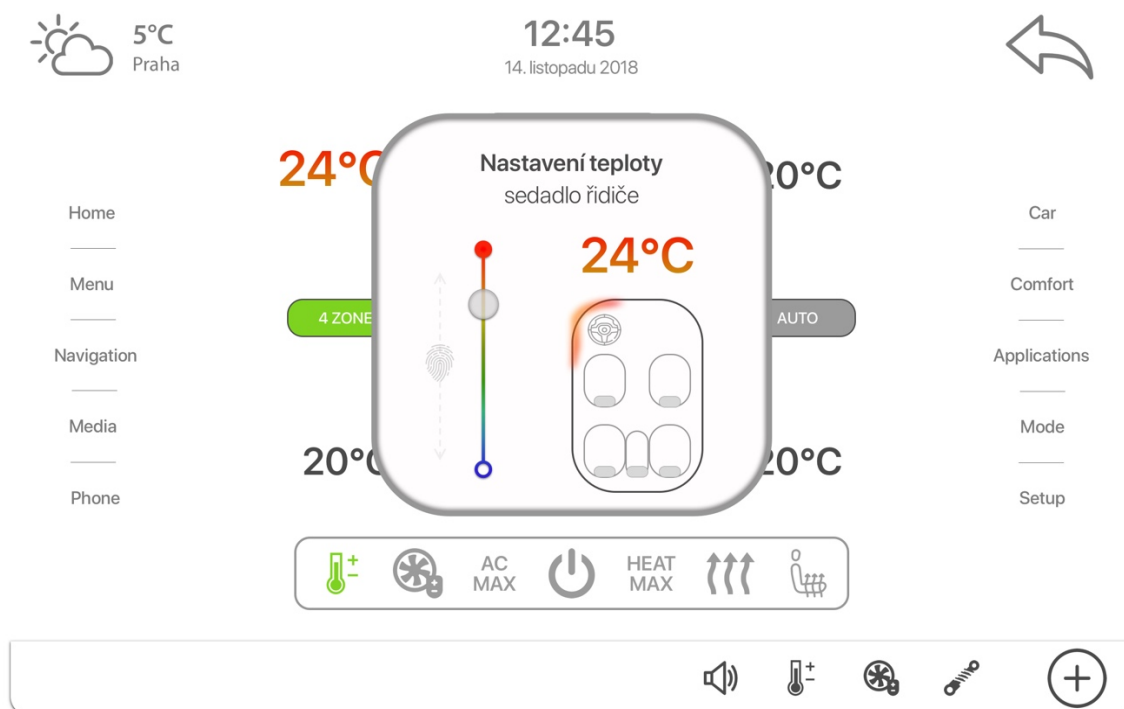 5°C
Praha
12:45
14. listopadu 2018
Nastavení teploty
sedadlo řidiče
24°C
24°C
20°C
4 ZONE
AUTO
20°C
20°C
Home
Menu
Navigation
Media
Phone
Car
Comfort
Applications
Mode
Setup
AC
MAX
HEAT
MAX